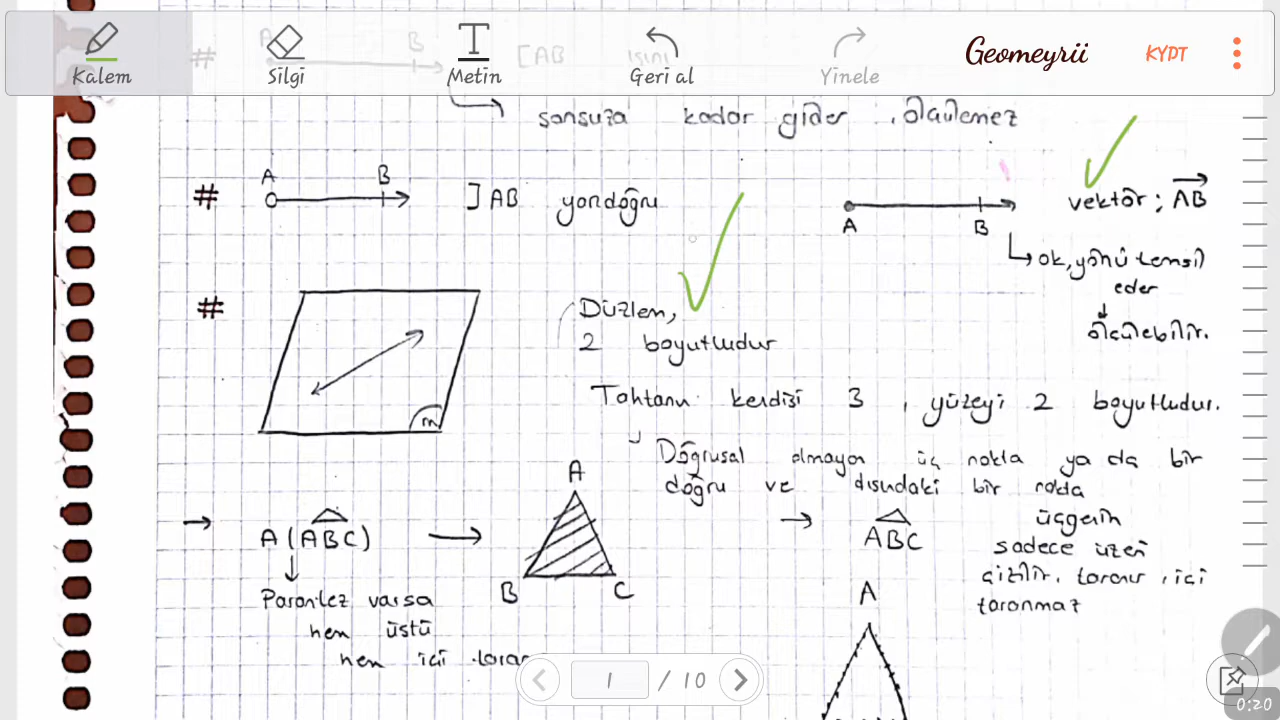 Kalem
Silgi
Metin
Geri al
Yinele
Geomeyrii
KYDT
# A B [AB ışını
sonsuza kadar gider, ölçülemez
# A B ]AB yarıdoğru
A B vektör; AB
ok, yönü temsil
eder
ölçülebilir.
# m
Düzlem,
2 boyutludur
Tahtanın kendisi 3, yüzeyi 2 boyutludur.
Doğrusal olmayan üç nokta ya da bir
doğru ve dışındaki bir nokta
→ A(ABC) →
A
B C
Parantez varsa
hem üstü
hem içi taran
→ ABC
üçgenin
sadece üzeri
çizilir, taranır, içi
taranmaz
A
1 / 10
0:20